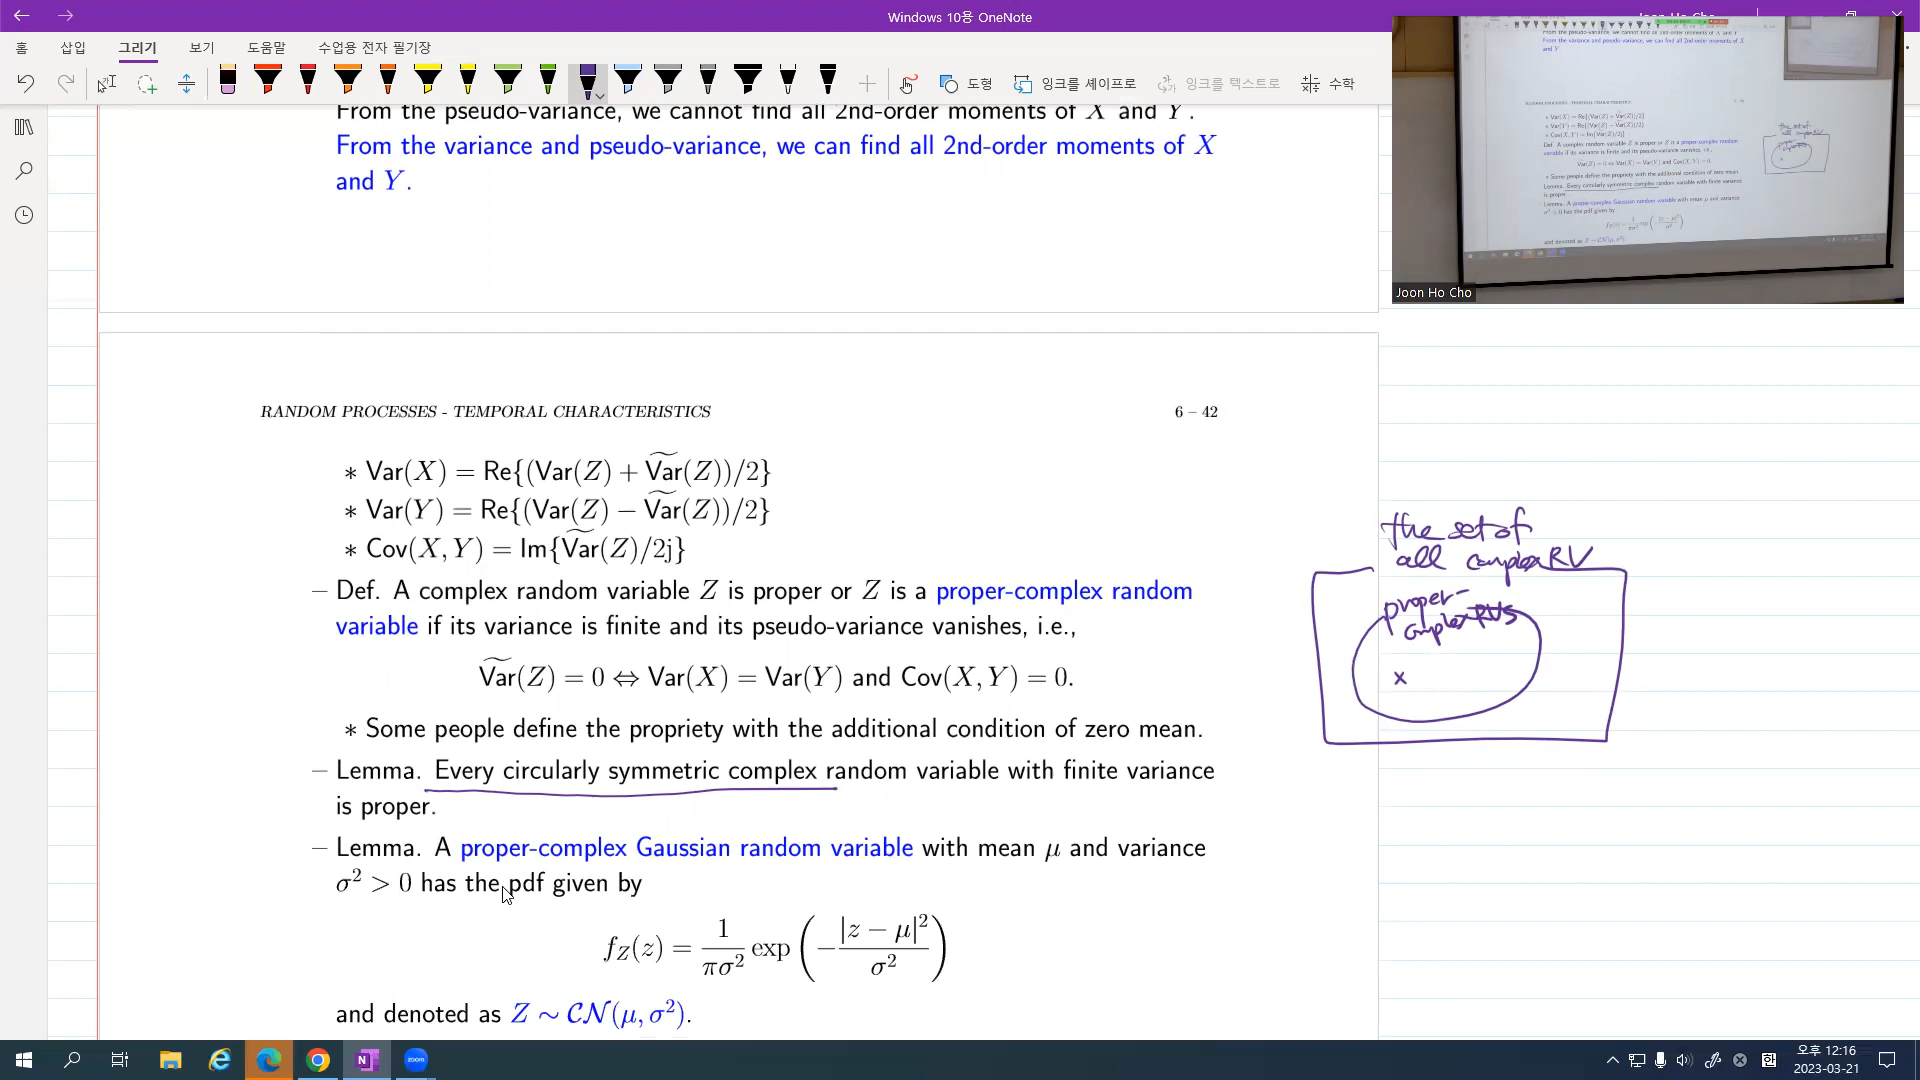 Windows 10용 OneNote
홈 삽입 그리기 보기 도움말 수업용 전자 필기장
도형 잉크를 셰이프로 잉크를 텍스트로 수학
From the pseudo-variance, we cannot find all 2nd-order moments of X and Y.
From the variance and pseudo-variance, we can find all 2nd-order moments of X
and Y.
Joon Ho Cho
RANDOM PROCESSES - TEMPORAL CHARACTERISTICS 6 – 42
∗ Var(X) = Re{(Var(Z) + \widetilde{Var}(Z))/2}
∗ Var(Y) = Re{(Var(Z) − \widetilde{Var}(Z))/2}
∗ Cov(X, Y) = Im{\widetilde{Var}(Z)/2j}
– Def. A complex random variable Z is proper or Z is a proper-complex random
variable if its variance is finite and its pseudo-variance vanishes, i.e.,
\widetilde{Var}(Z) = 0 ⇔ Var(X) = Var(Y) and Cov(X, Y) = 0.
∗ Some people define the propriety with the additional condition of zero mean.
– Lemma. Every circularly symmetric complex random variable with finite variance
is proper.
– Lemma. A proper-complex Gaussian random variable with mean μ and variance
σ² > 0 has the pdf given by
f_Z(z) = \frac{1}{πσ²} exp(−\frac{|z − μ|²}{σ²})
and denoted as Z ∼ CN(μ, σ²).
the set of
all complex RV
proper-
complex RVs
x
zoom
한
오후 12:16
2023-03-21